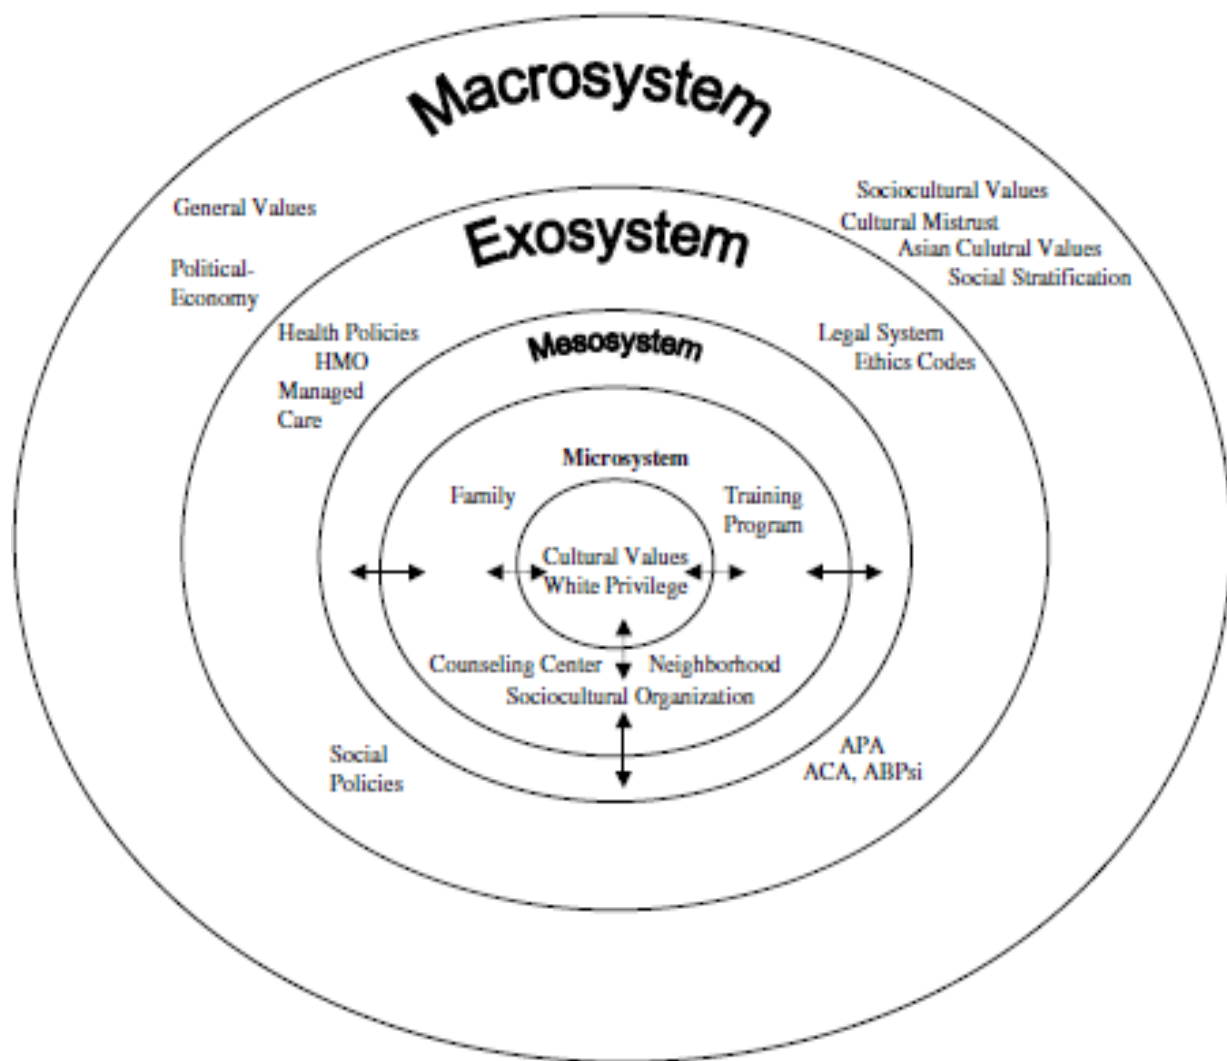 Macrosystem
General Values
Political-
Economy
Sociocultural Values
Cultural Mistrust
Asian Culutral Values
Social Stratification
Exosystem
Health Policies
HMO
Managed
Care
Legal System
Ethics Codes
Mesosystem
Microsystem
Family
Training
Program
Cultural Values
White Privilege
Counseling Center
Neighborhood
Sociocultural Organization
Social
Policies
APA
ACA, ABPsi